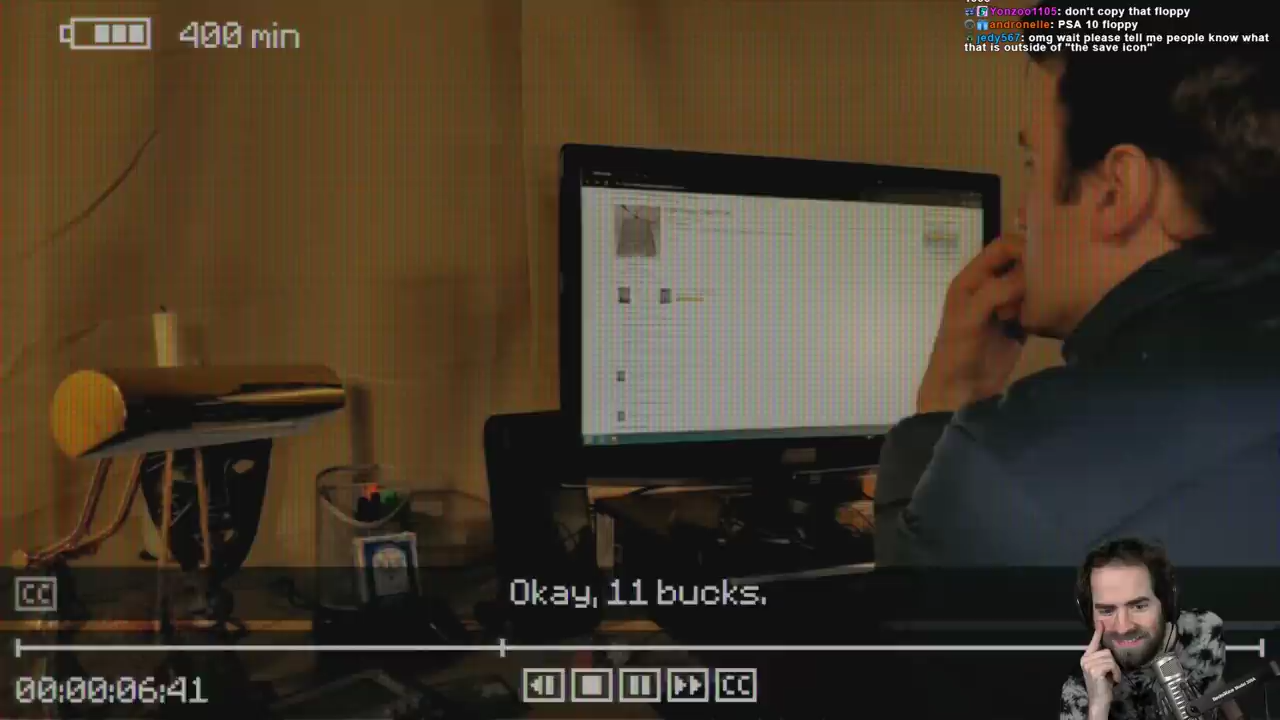 Yonzoo1105: don't copy that floppy
andronelle: PSA 10 floppy
jedy567: omg wait please tell me people know what
that is outside of "the save icon"
400 min
CC
Okay, 11 bucks.
00:00:06:41
CC